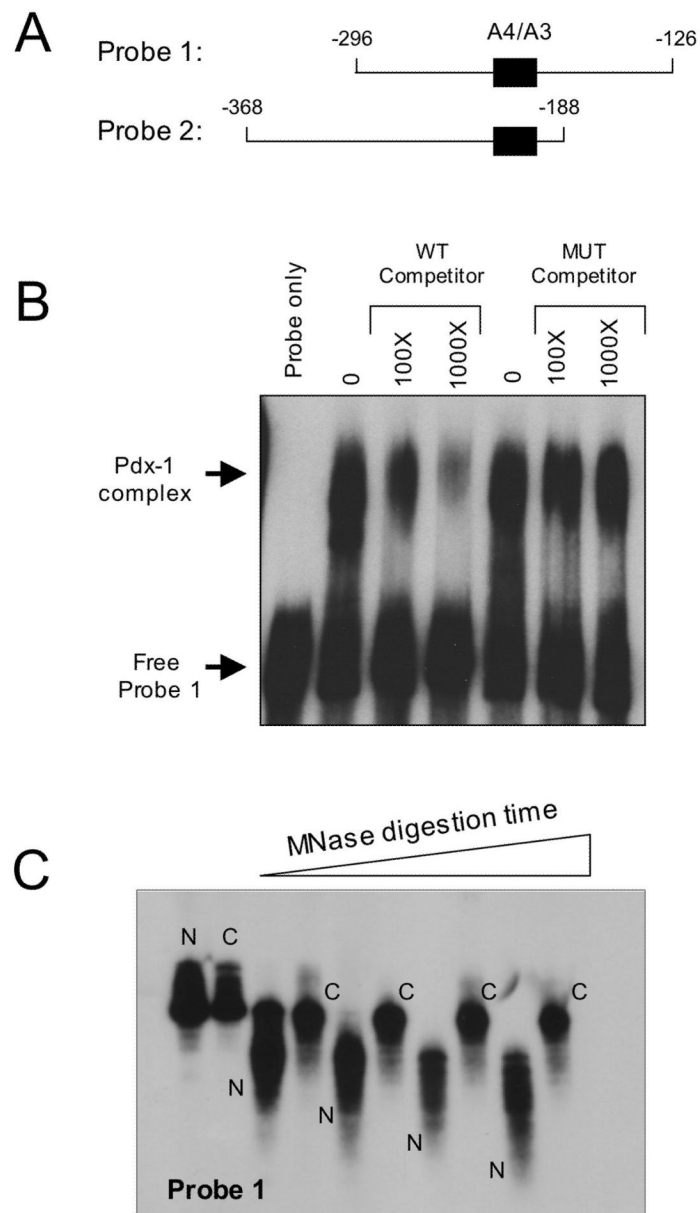 A
Probe 1:
-296
A4/A3
-126
Probe 2:
-368
-188
B
Probe only
0
WT
Competitor
100X
1000X
0
MUT
Competitor
100X
1000X
Pdx-1
complex
Free
Probe 1
C
MNase digestion time
N
C
N
C
N
C
N
C
N
C
Probe 1